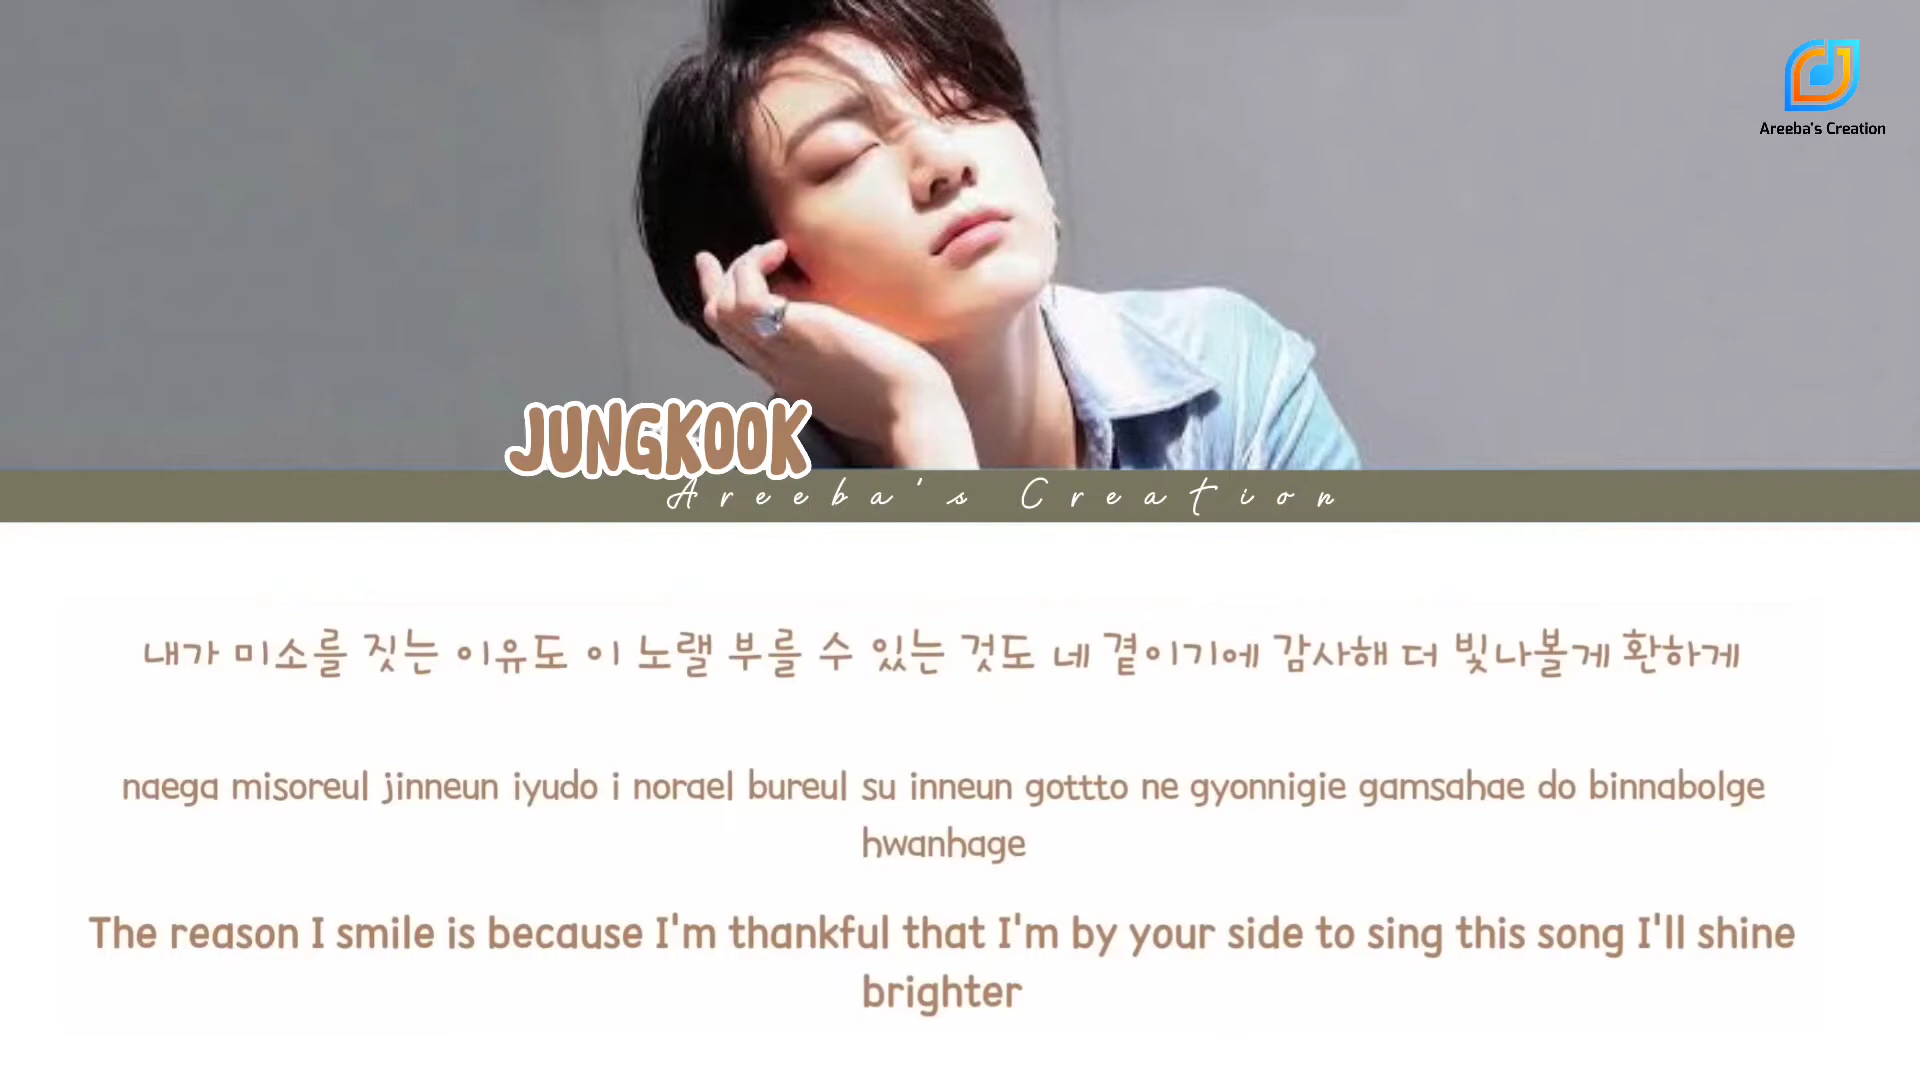 Areeba's Creation
JUNGKOOK
Areeba's Creation
내가 미소를 짓는 이유도 이 노랠 부를 수 있는 것도 네 곁이기에 감사해 더 빛나볼게 환하게
naega misoreul jinneun iyudo i norael bureul su inneun gottto ne gyonnigie gamsahae do binnabolge
hwanhage
The reason I smile is because I'm thankful that I'm by your side to sing this song I'll shine
brighter